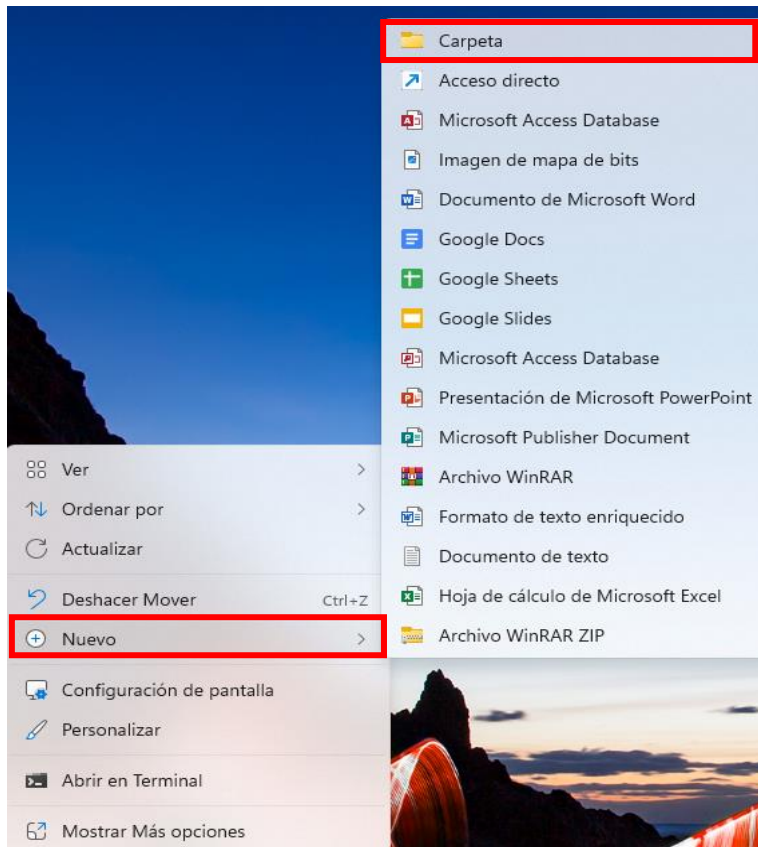 Carpeta
Acceso directo
Microsoft Access Database
Imagen de mapa de bits
Documento de Microsoft Word
Google Docs
Google Sheets
Google Slides
Microsoft Access Database
Presentación de Microsoft PowerPoint
Microsoft Publisher Document
Archivo WinRAR
Formato de texto enriquecido
Documento de texto
Hoja de cálculo de Microsoft Excel
Archivo WinRAR ZIP
Ver
Ordenar por
Actualizar
Deshacer Mover Ctrl+Z
Nuevo
Configuración de pantalla
Personalizar
Abrir en Terminal
Mostrar Más opciones